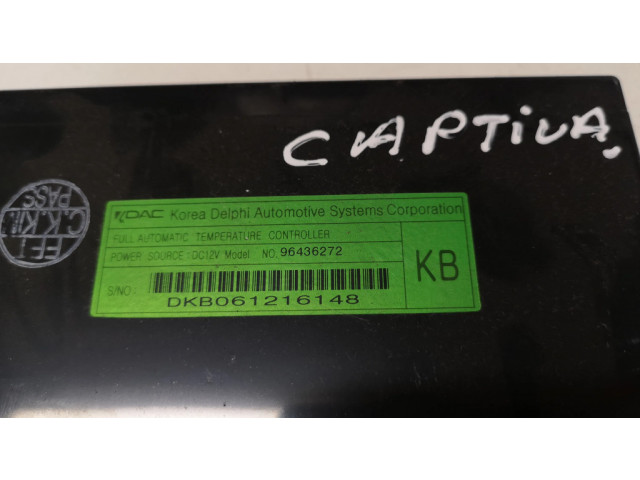 CAPTIVA.
KDAC Korea Delphi Automotive Systems Corporation
FULL AUTOMATIC TEMPERATURE CONTROLLER
POWER SOURCE : DC12V Model NO. 96436272
KB
S/NO :
DKB061216148
PASS
C.K.KIM